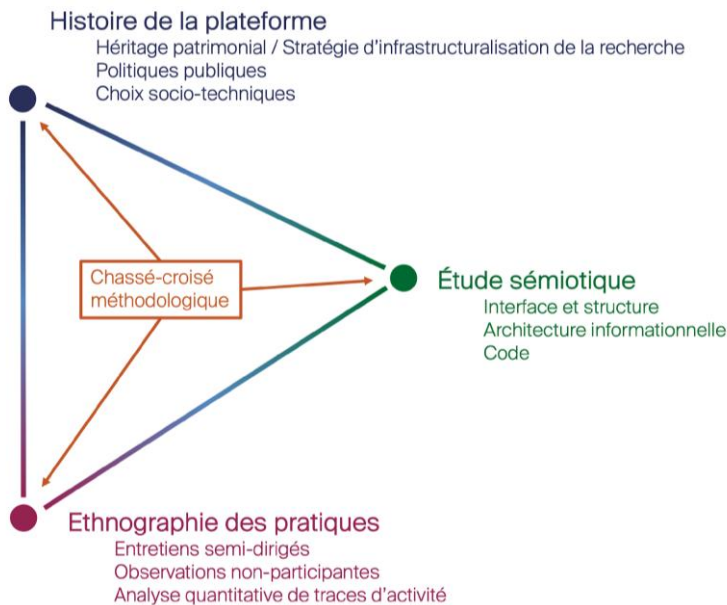 Histoire de la plateforme
Héritage patrimonial / Stratégie d'infrastructuralisation de la recherche
Politiques publiques
Choix socio-techniques
Chassé-croisé
méthodologique
Étude sémiotique
Interface et structure
Architecture informationnelle
Code
Ethnographie des pratiques
Entretiens semi-dirigés
Observations non-participantes
Analyse quantitative de traces d'activité